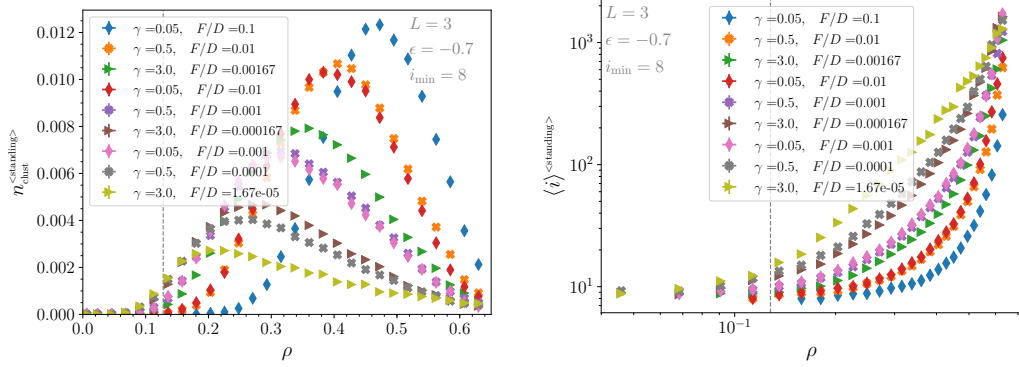 0.012
0.010
0.008
0.006
0.004
0.002
0.000
n_clust^<standing>
0.0 0.1 0.2 0.3 0.4 0.5 0.6
ρ
γ =0.05, F/D =0.1
γ =0.5, F/D =0.01
γ =3.0, F/D =0.00167
γ =0.05, F/D =0.01
γ =0.5, F/D =0.001
γ =3.0, F/D =0.000167
γ =0.05, F/D =0.001
γ =0.5, F/D =0.0001
γ =3.0, F/D =1.67e-05
L = 3
ϵ = −0.7
i_min = 8
10^3
10^2
10^1
⟨i⟩^<standing>
10^−1
ρ
L = 3
ϵ = −0.7
i_min = 8
γ =0.05, F/D =0.1
γ =0.5, F/D =0.01
γ =3.0, F/D =0.00167
γ =0.05, F/D =0.01
γ =0.5, F/D =0.001
γ =3.0, F/D =0.000167
γ =0.05, F/D =0.001
γ =0.5, F/D =0.0001
γ =3.0, F/D =1.67e-05